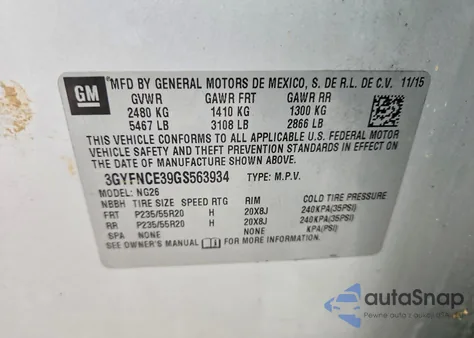 GM MFD BY GENERAL MOTORS DE MEXICO, S. DE R.L. DE C.V. 11/15
GVWR GAWR FRT GAWR RR
2480 KG 1410 KG 1300 KG
5467 LB 3108 LB 2866 LB
THIS VEHICLE CONFORMS TO ALL APPLICABLE U.S. FEDERAL MOTOR
VEHICLE SAFETY, BUMPER, AND THEFT PREVENTION STANDARDS
IN EFFECT ON THE DATE OF MANUFACTURE SHOWN ABOVE.
3GYFNCE39GS563934 TYPE: M.P.V.
MODEL: NG26
NBBH TIRE SIZE SPEED RTG RIM COLD TIRE PRESSURE
FRT P235/55R20 H 20X8J 240KPA(35PSI)
RR P235/55R20 H 20X8J 240KPA(35PSI)
SPA NONE NONE KPA(PSI)
SEE OWNER'S MANUAL FOR MORE INFORMATION.
autoSnap
Pewne auto z